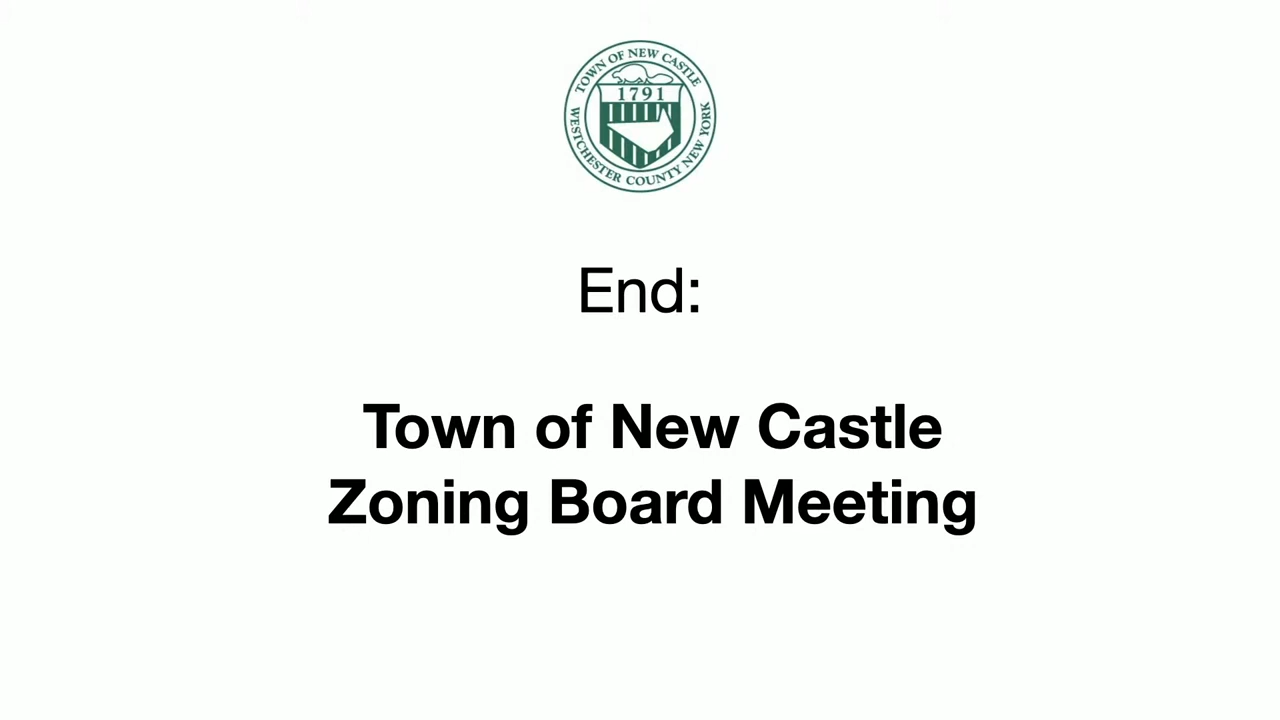 TOWN OF NEW CASTLE
1791
WESTCHESTER COUNTY NEW YORK
End:
Town of New Castle
Zoning Board Meeting